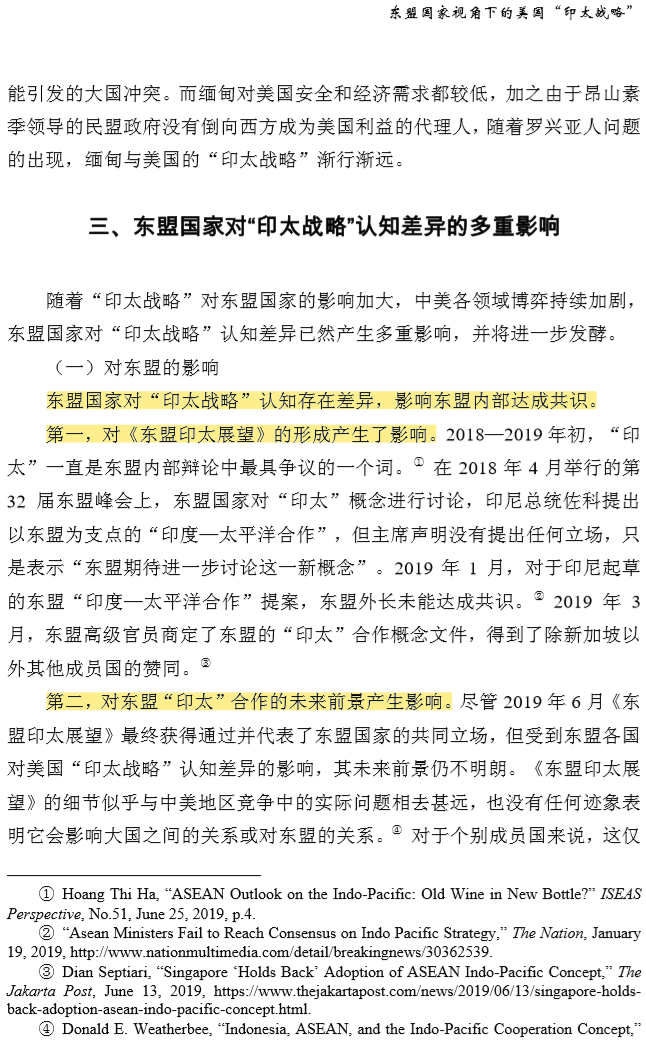 东盟国家视角下的美国“印太战略”
能引发的大国冲突。而缅甸对美国安全和经济需求都较低，加之由于昂山素
季领导的民盟政府没有倒向西方成为美国利益的代理人，随着罗兴亚人问题
的出现，缅甸与美国的“印太战略”渐行渐远。
三、东盟国家对“印太战略”认知差异的多重影响
随着“印太战略”对东盟国家的影响加大，中美各领域博弈持续加剧，
东盟国家对“印太战略”认知差异已然产生多重影响，并将进一步发酵。
（一）对东盟的影响
东盟国家对“印太战略”认知存在差异，影响东盟内部达成共识。
第一，对《东盟印太展望》的形成产生了影响。2018—2019 年初，“印
太”一直是东盟内部辩论中最具争议的一个词。① 在 2018 年 4 月举行的第
32 届东盟峰会上，东盟国家对“印太”概念进行讨论，印尼总统佐科提出
以东盟为支点的“印度—太平洋合作”，但主席声明没有提出任何立场，只
是表示“东盟期待进一步讨论这一新概念”。2019 年 1 月，对于印尼起草
的东盟“印度—太平洋合作”提案，东盟外长未能达成共识。② 2019 年 3
月，东盟高级官员商定了东盟的“印太”合作概念文件，得到了除新加坡以
外其他成员国的赞同。③
第二，对东盟“印太”合作的未来前景产生影响。尽管 2019 年 6 月《东
盟印太展望》最终获得通过并代表了东盟国家的共同立场，但受到东盟各国
对美国“印太战略”认知差异的影响，其未来前景仍不明朗。《东盟印太展
望》的细节似乎与中美地区竞争中的实际问题相去甚远，也没有任何迹象表
明它会影响大国之间的关系或对东盟的关系。④ 对于个别成员国来说，这仅
① Hoang Thi Ha, “ASEAN Outlook on the Indo-Pacific: Old Wine in New Bottle?” ISEAS
Perspective, No.51, June 25, 2019, p.4.
② “Asean Ministers Fail to Reach Consensus on Indo Pacific Strategy,” The Nation, January
19, 2019, http://www.nationmultimedia.com/detail/breakingnews/30362539.
③ Dian Septiari, “Singapore ‘Holds Back’ Adoption of ASEAN Indo-Pacific Concept,” The
Jakarta Post, June 13, 2019, https://www.thejakartapost.com/news/2019/06/13/singapore-holds-
back-adoption-asean-indo-pacific-concept.html.
④ Donald E. Weatherbee, “Indonesia, ASEAN, and the Indo-Pacific Cooperation Concept,”